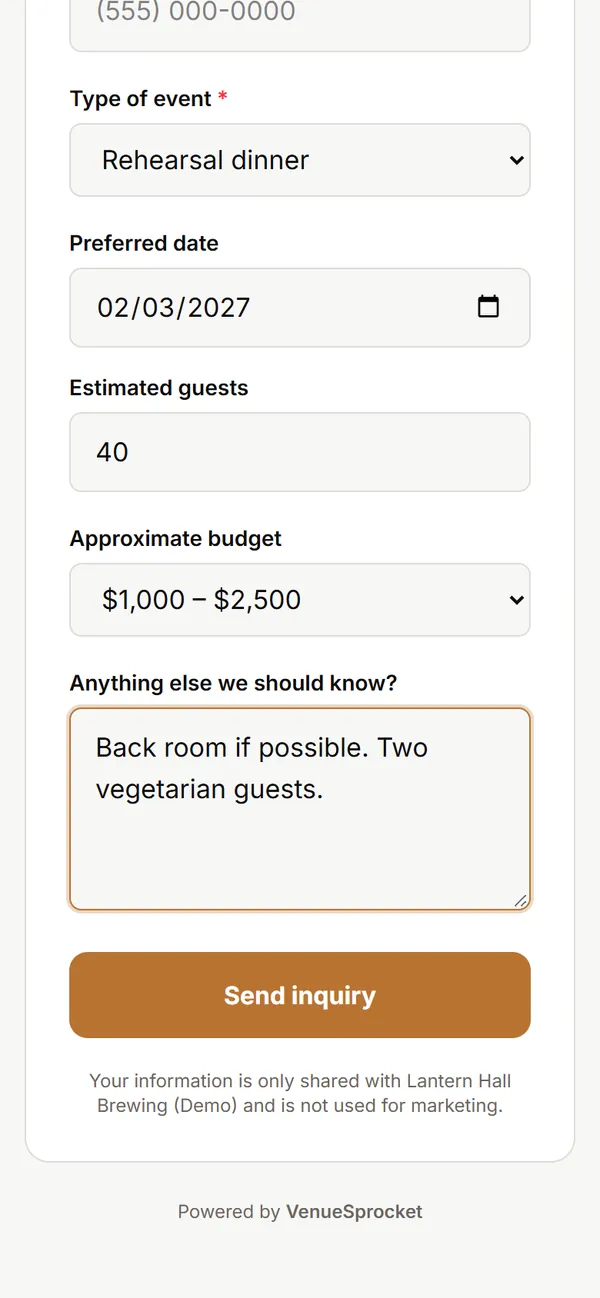 (555) 000-0000
Type of event *
Rehearsal dinner
Preferred date
02/03/2027
Estimated guests
40
Approximate budget
$1,000 – $2,500
Anything else we should know?
Back room if possible. Two
vegetarian guests.
Send inquiry
Your information is only shared with Lantern Hall
Brewing (Demo) and is not used for marketing.
Powered by VenueSprocket